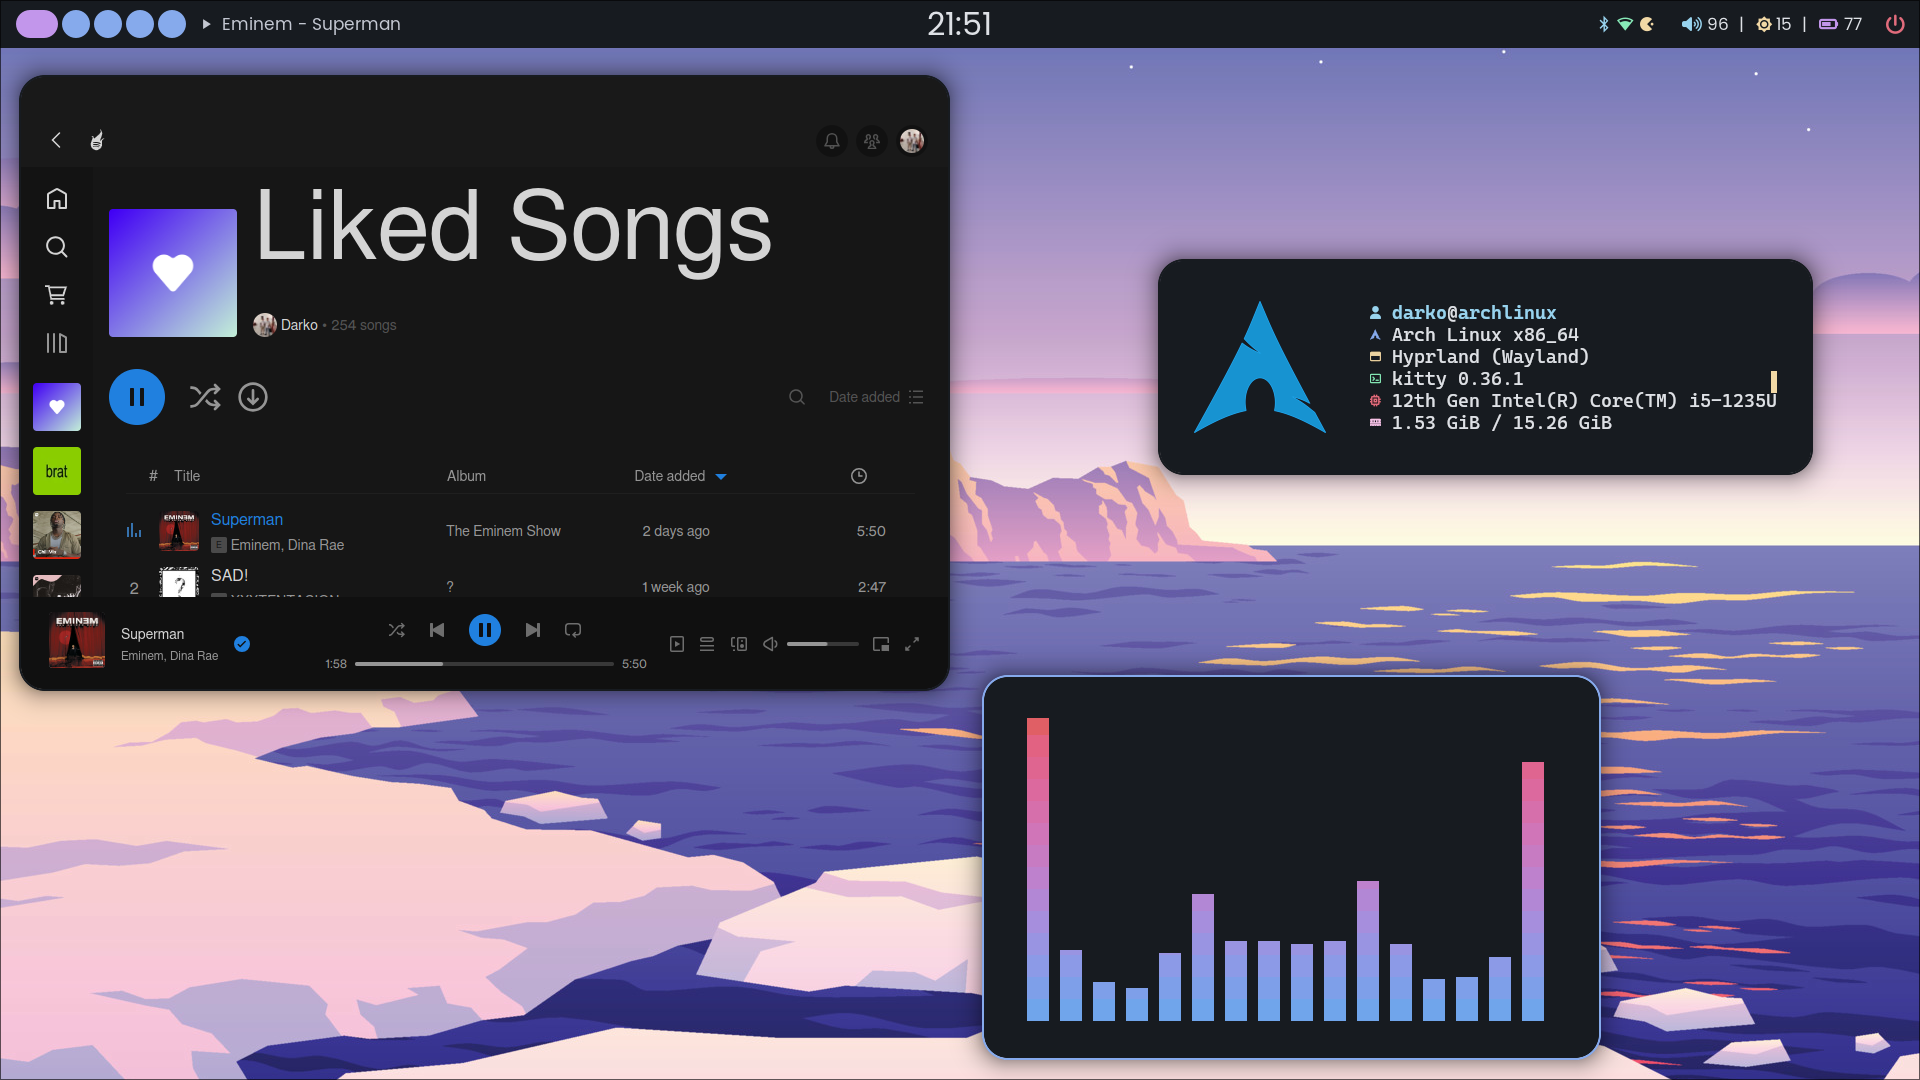 Eminem - Superman
21:51
96 | 15 | 77
Liked Songs
Darko • 254 songs
Date added
# Title Album Date added
Superman
E Eminem, Dina Rae
The Eminem Show 2 days ago 5:50
2 SAD! ? 1 week ago 2:47
EMINEM
brat
Superman
Eminem, Dina Rae
1:58 5:50
darko@archlinux
Arch Linux x86_64
Hyprland (Wayland)
kitty 0.36.1
12th Gen Intel(R) Core(TM) i5-1235U
1.53 GiB / 15.26 GiB